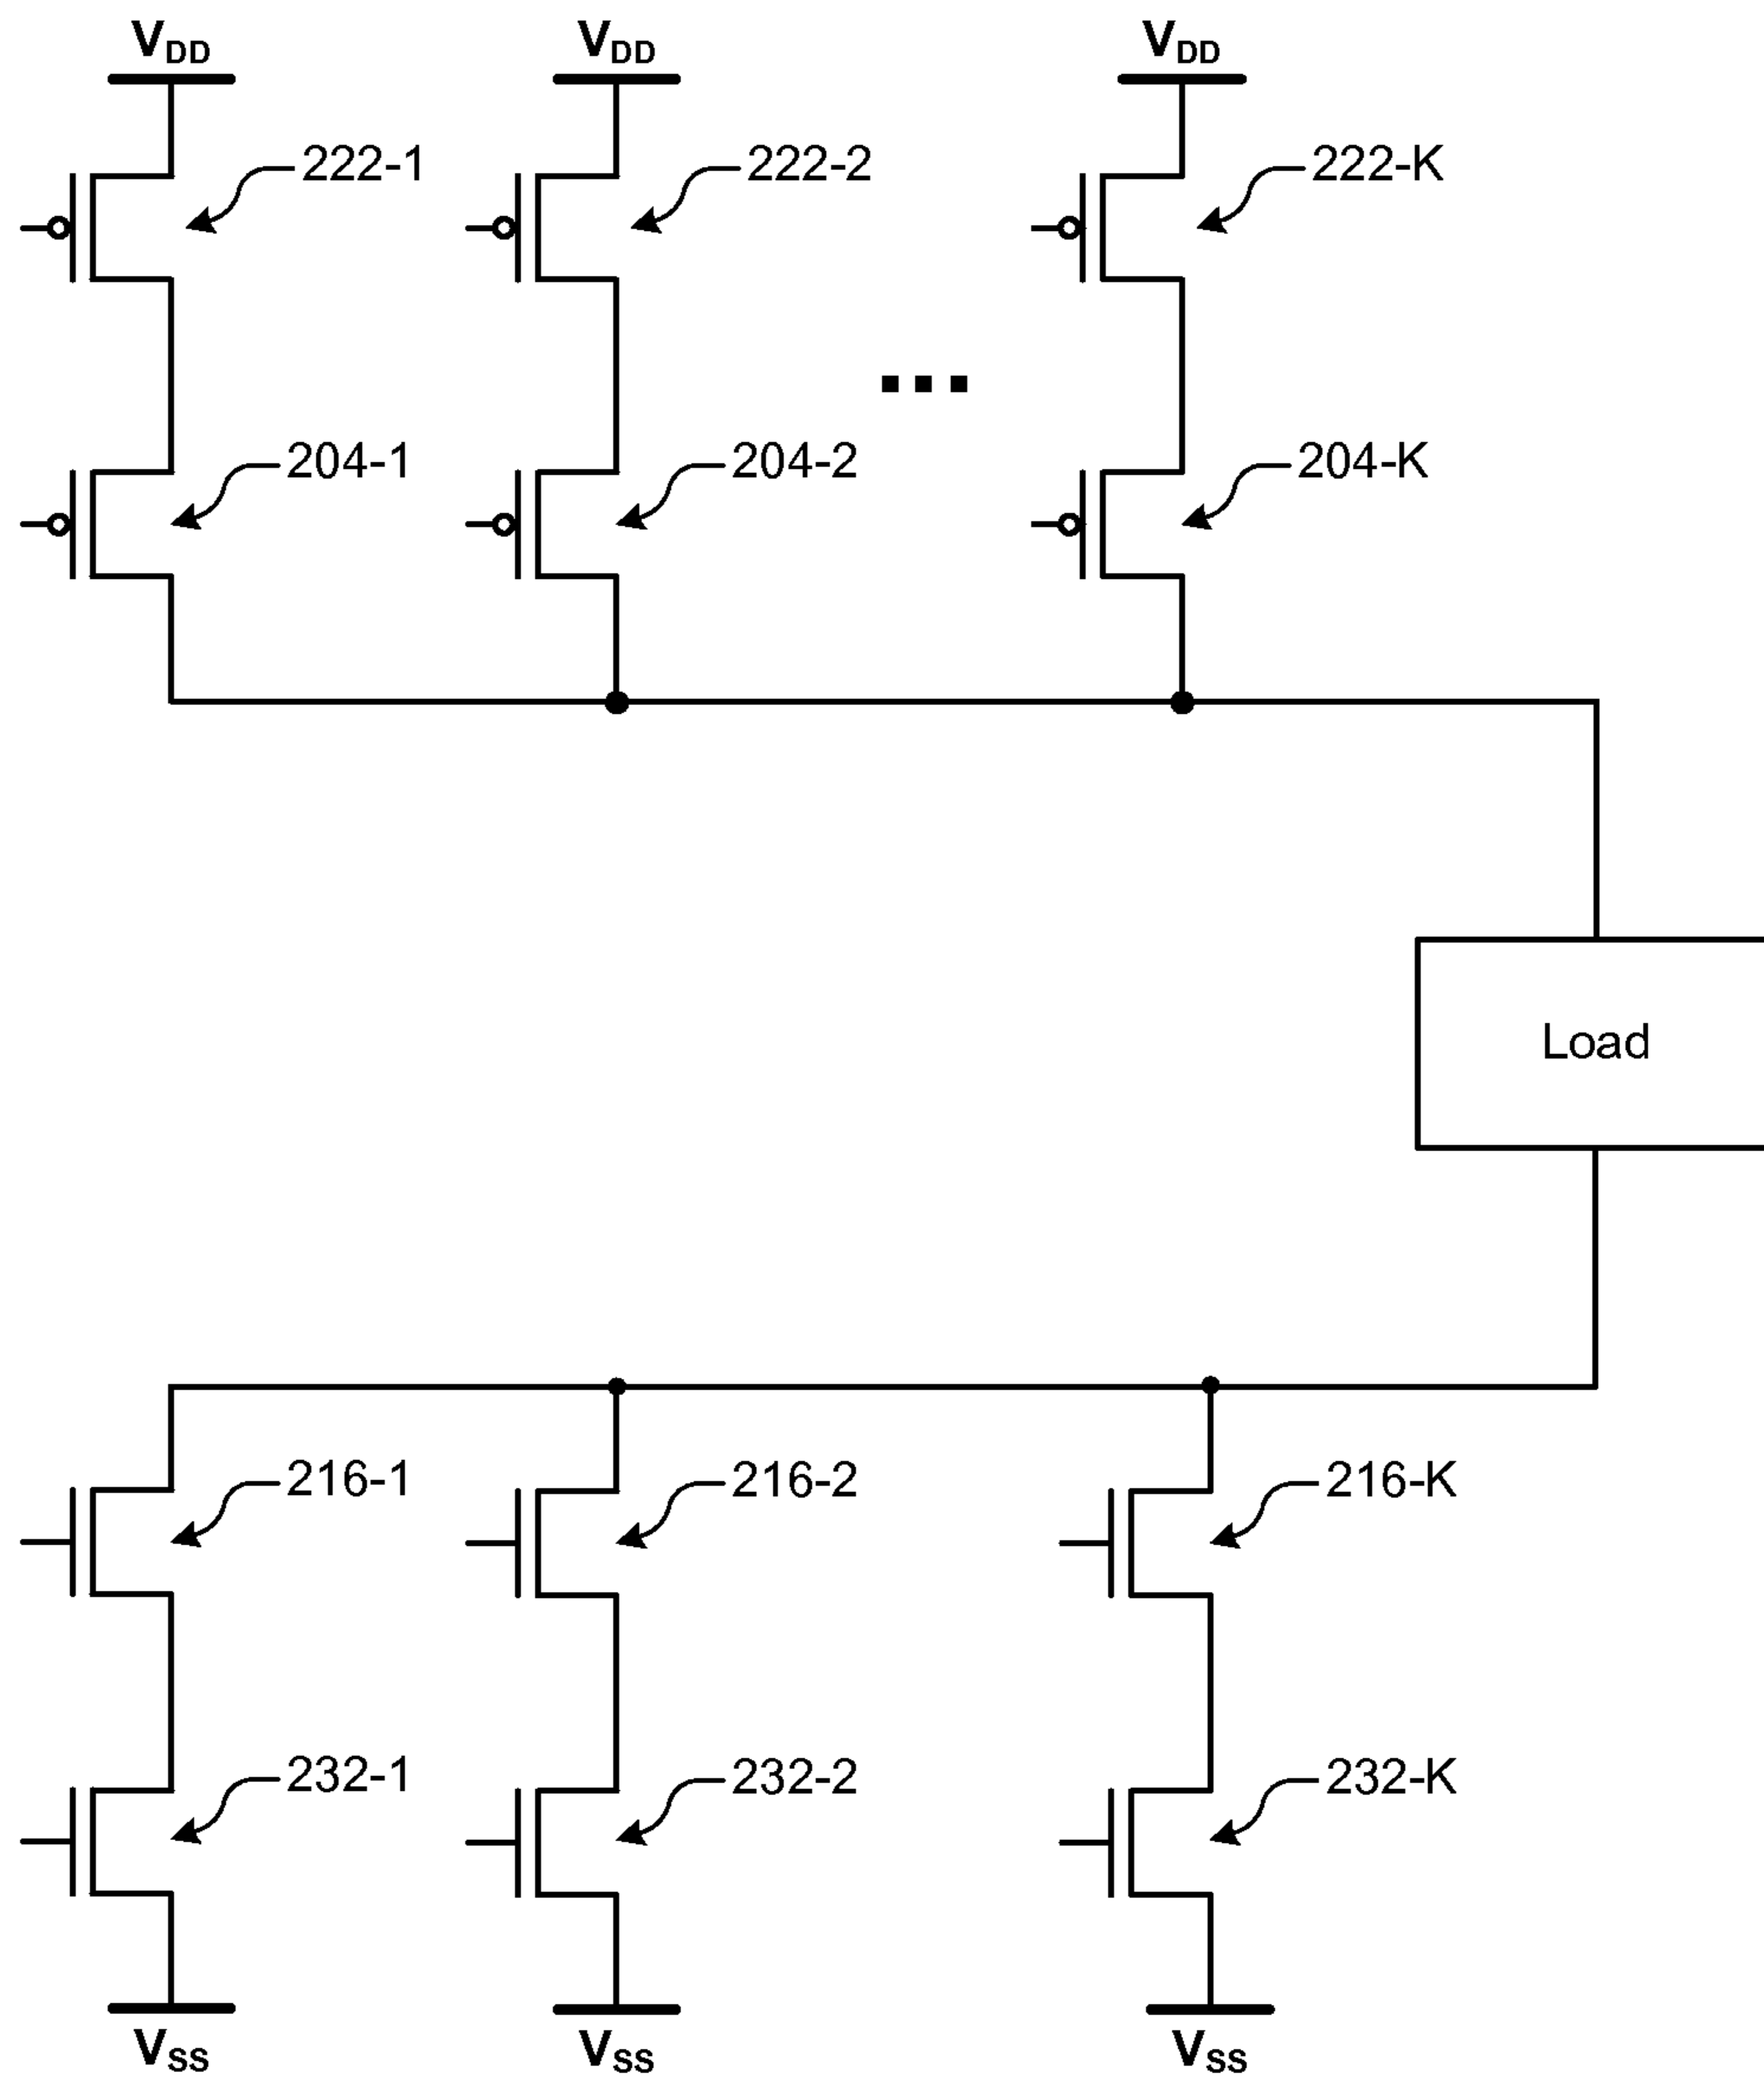 VDD VDD VDD
222-1 222-2 222-K
204-1 204-2 204-K
Load
216-1 216-2 216-K
232-1 232-2 232-K
VSS VSS VSS